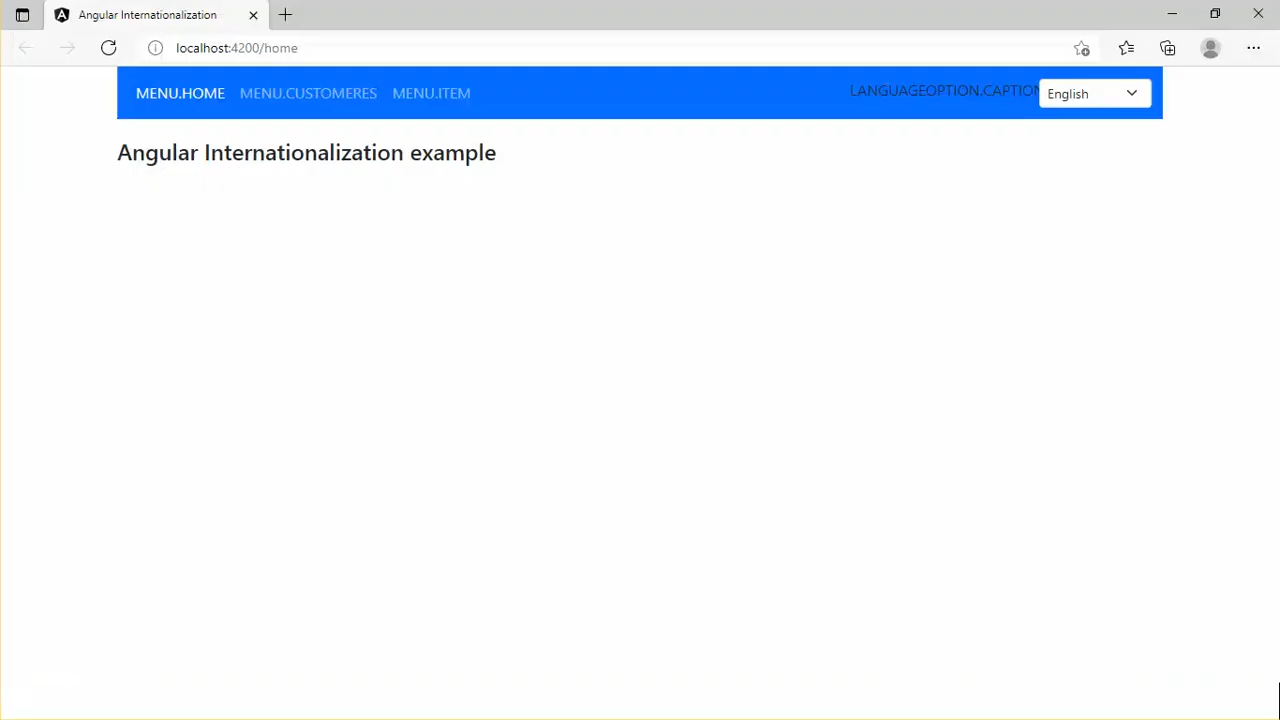 Angular Internationalization
localhost:4200/home
MENU.HOME MENU.CUSTOMERES MENU.ITEM LANGUAGEOPTION.CAPTION English
Angular Internationalization example